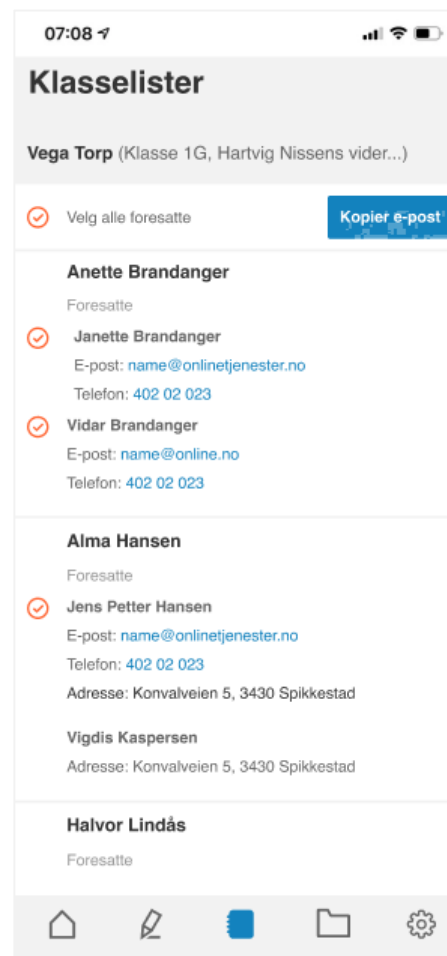 07:08
Klasselister
Vega Torp (Klasse 1G, Hartvig Nissens vider...)
Velg alle foresatte
Kopier e-post
Anette Brandanger
Foresatte
Janette Brandanger
E-post: name@onlinetjenester.no
Telefon: 402 02 023
Vidar Brandanger
E-post: name@online.no
Telefon: 402 02 023
Alma Hansen
Foresatte
Jens Petter Hansen
E-post: name@onlinetjenester.no
Telefon: 402 02 023
Adresse: Konvalveien 5, 3430 Spikkestad
Vigdis Kaspersen
Adresse: Konvalveien 5, 3430 Spikkestad
Halvor Lindås
Foresatte